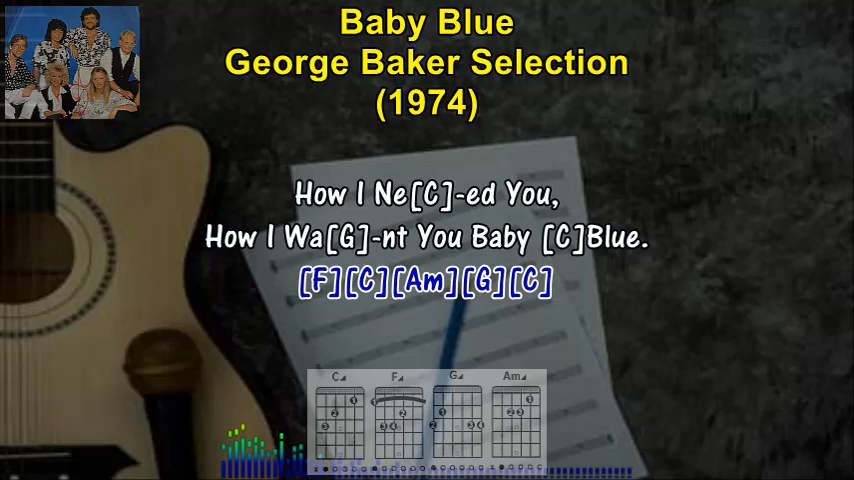 Baby Blue
George Baker Selection
(1974)
How I Ne[C]-ed You,
How I Wa[G]-nt You Baby [C]Blue.
[F][C][Am][G][C]
C F G Am